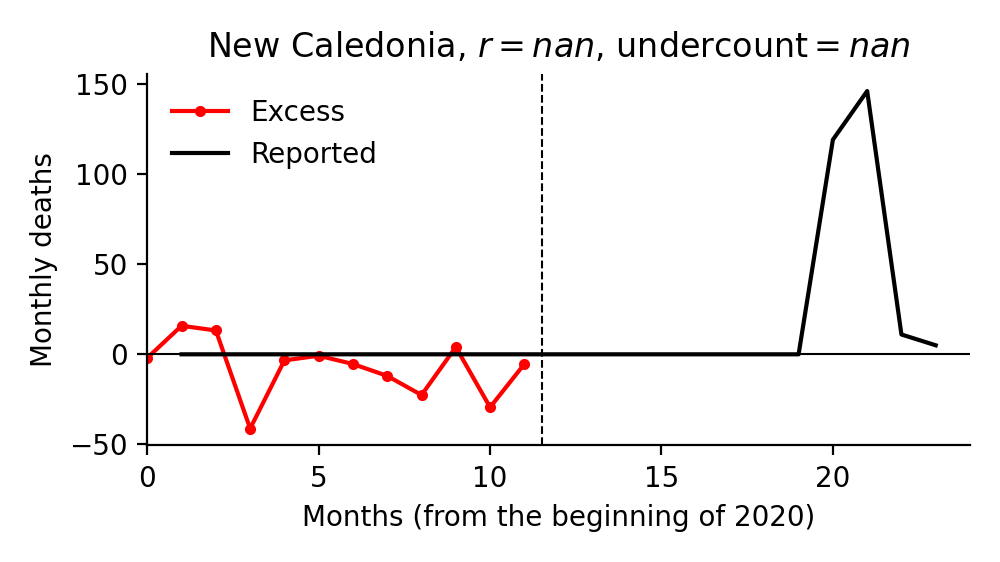 New Caledonia, r = nan, undercount = nan
150
100
50
0
−50
Monthly deaths
Excess
Reported
0 5 10 15 20
Months (from the beginning of 2020)